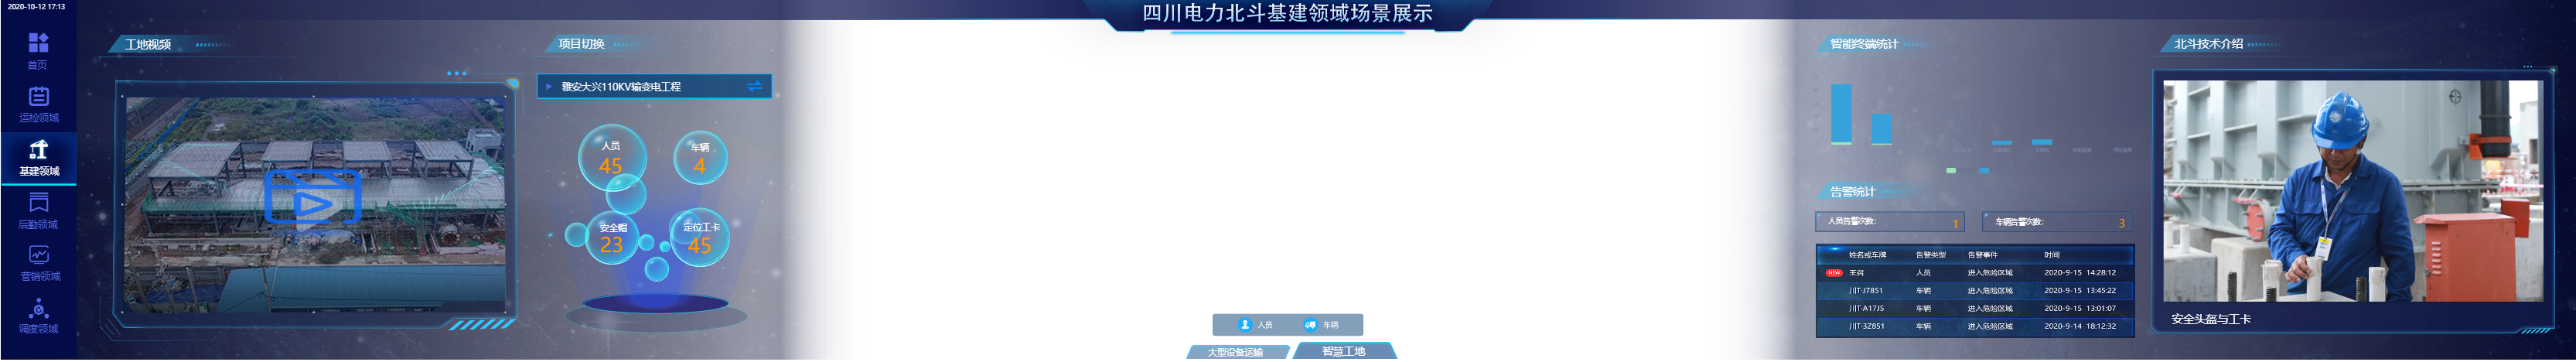 2020-10-12 17:13
四川电力北斗基建领域场景展示
首页
运检领域
基建领域
后勤领域
营销领域
调度领域
工地视频
项目切换
雅安大兴110KV输变电工程
人员
45
车辆
4
安全帽
23
定位工卡
45
人员
车辆
大型设备运输
智慧工地
智能终端统计
告警统计
人员告警次数: 1
车辆告警次数: 3
姓名或车牌 告警类型 告警事件 时间
NEW 王润 人员 进入危险区域 2020-9-15 14:28:12
川T-J7851 车辆 进入危险区域 2020-9-15 13:45:22
川T-A17J5 车辆 进入危险区域 2020-9-15 13:01:07
川T-3Z851 车辆 进入危险区域 2020-9-14 18:12:32
北斗技术介绍
安全头盔与工卡